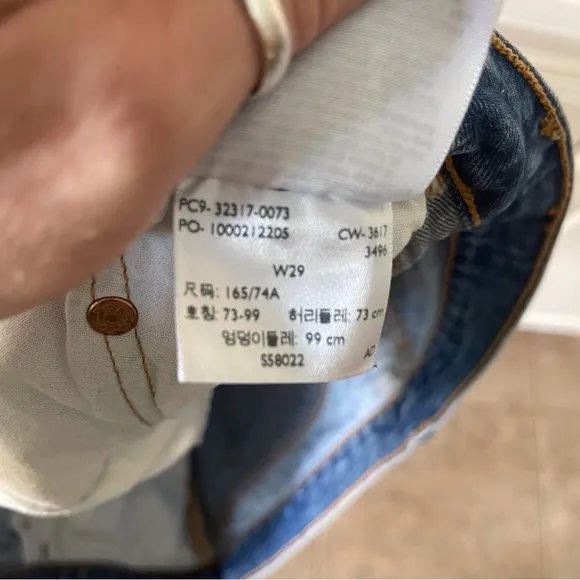 PC9- 32317-0073
PO- 1000212205 CW- 3617
3496
W29
尺码: 165/74A
호칭: 73-99 허리둘레: 73 cm
엉덩이둘레: 99 cm
S58022 AD